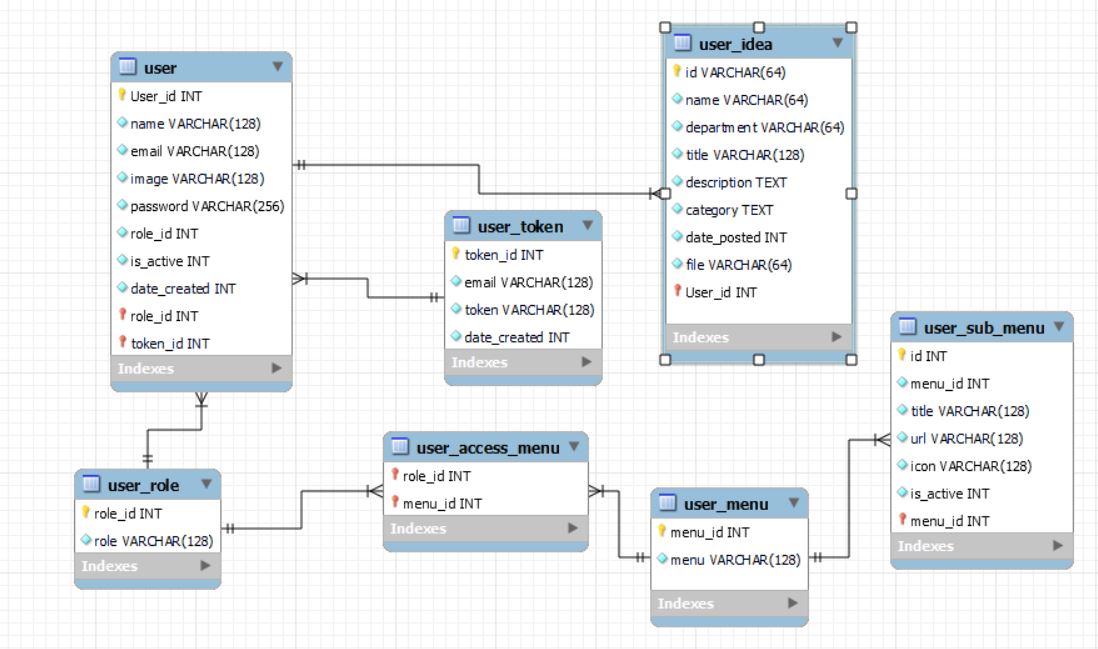 user
User_id INT
name VARCHAR(128)
email VARCHAR(128)
image VARCHAR(128)
password VARCHAR(256)
role_id INT
is_active INT
date_created INT
role_id INT
token_id INT
Indexes
user_token
token_id INT
email VARCHAR(128)
token VARCHAR(128)
date_created INT
Indexes
user_idea
id VARCHAR(64)
name VARCHAR(64)
department VARCHAR(64)
title VARCHAR(128)
description TEXT
category TEXT
date_posted INT
file VARCHAR(64)
User_id INT
Indexes
user_role
role_id INT
role VARCHAR(128)
Indexes
user_access_menu
role_id INT
menu_id INT
Indexes
user_menu
menu_id INT
menu VARCHAR(128)
Indexes
user_sub_menu
id INT
menu_id INT
title VARCHAR(128)
url VARCHAR(128)
icon VARCHAR(128)
is_active INT
menu_id INT
Indexes